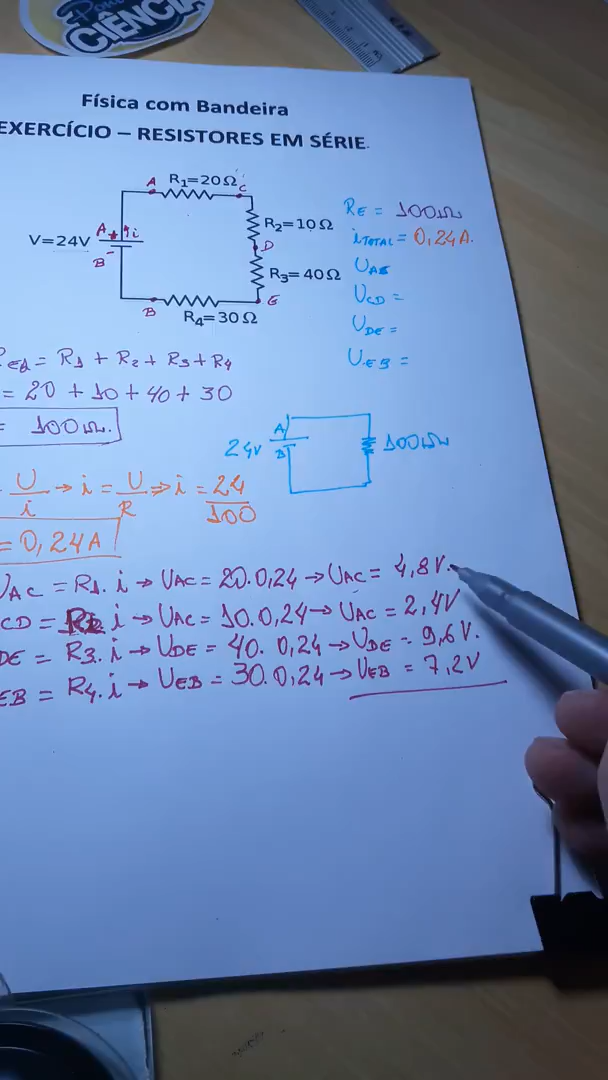 CIÊNCIA
Física com Bandeira
EXERCÍCIO – RESISTORES EM SÉRIE.
A R₁=20Ω C
V=24V A + i
B -
R₂=10Ω
D
R₃=40Ω
E
B
R₄=30Ω
RE = 100Ω
iTOTAL = 0,24A.
UAB
UCD =
UDE =
UEB =
= R1 + R2 + R3 + R4
= 20 + 10 + 40 + 30
= 100Ω.
24V A
B
100Ω
U/i → i = U/R ⇒ i = 24/100
= 0,24A
UAC = R1. i → UAC = 20.0,24 → UAC = 4,8V.
CD = R2 i → UAC = 10.0,24 → UAC = 2,4V
DE = R3. i → UDE = 40. 0,24 → UDE = 9,6V.
EB = R4. i → UEB = 30.0,24 → UEB = 7,2V